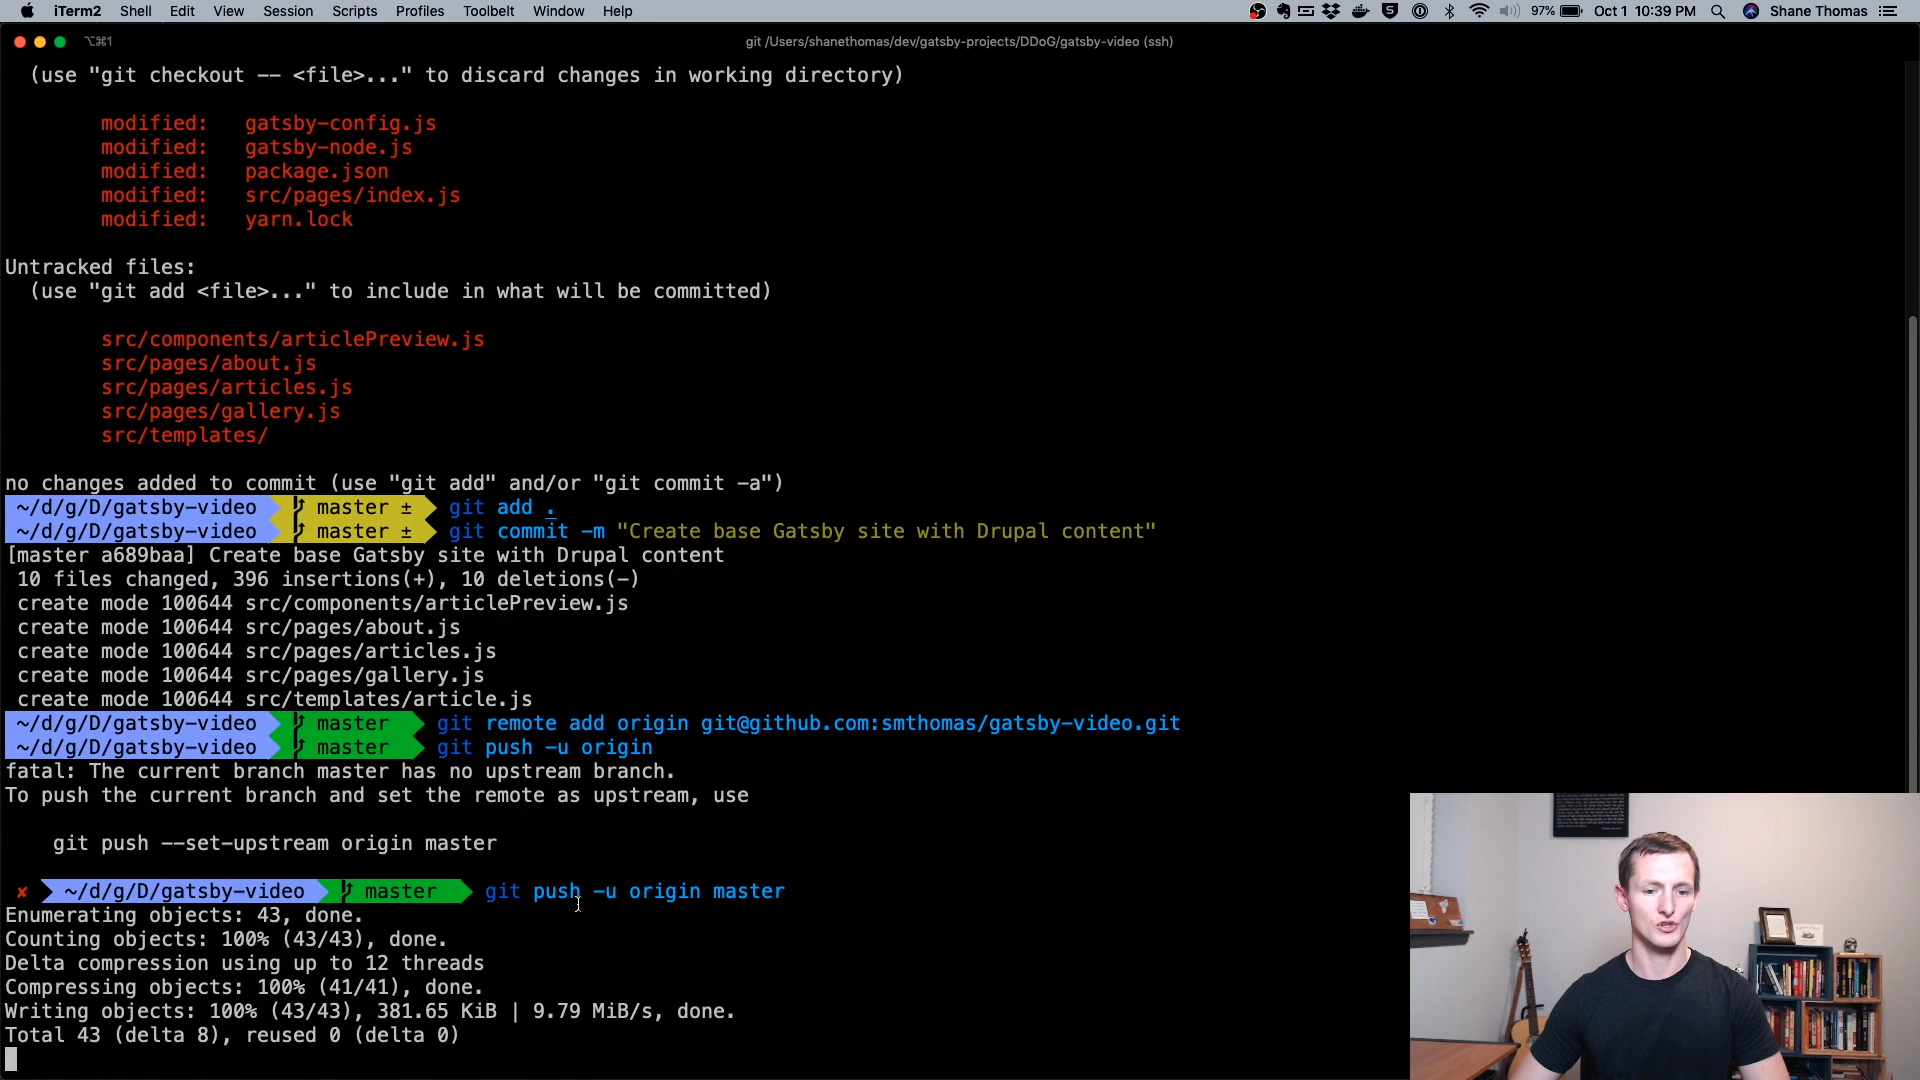 iTerm2 Shell Edit View Session Scripts Profiles Toolbelt Window Help 97% Oct 1 10:39 PM Shane Thomas
⌥⌘1 git /Users/shanethomas/dev/gatsby-projects/DDoG/gatsby-video (ssh)
(use "git checkout -- <file>..." to discard changes in working directory)
modified: gatsby-config.js
modified: gatsby-node.js
modified: package.json
modified: src/pages/index.js
modified: yarn.lock
Untracked files:
(use "git add <file>..." to include in what will be committed)
src/components/articlePreview.js
src/pages/about.js
src/pages/articles.js
src/pages/gallery.js
src/templates/
no changes added to commit (use "git add" and/or "git commit -a")
~/d/g/D/gatsby-video master ± git add .
~/d/g/D/gatsby-video master ± git commit -m "Create base Gatsby site with Drupal content"
[master a689baa] Create base Gatsby site with Drupal content
10 files changed, 396 insertions(+), 10 deletions(-)
create mode 100644 src/components/articlePreview.js
create mode 100644 src/pages/about.js
create mode 100644 src/pages/articles.js
create mode 100644 src/pages/gallery.js
create mode 100644 src/templates/article.js
~/d/g/D/gatsby-video master git remote add origin git@github.com:smthomas/gatsby-video.git
~/d/g/D/gatsby-video master git push -u origin
fatal: The current branch master has no upstream branch.
To push the current branch and set the remote as upstream, use
git push --set-upstream origin master
✘ ~/d/g/D/gatsby-video master git push -u origin master
Enumerating objects: 43, done.
Counting objects: 100% (43/43), done.
Delta compression using up to 12 threads
Compressing objects: 100% (41/41), done.
Writing objects: 100% (43/43), 381.65 KiB | 9.79 MiB/s, done.
Total 43 (delta 8), reused 0 (delta 0)